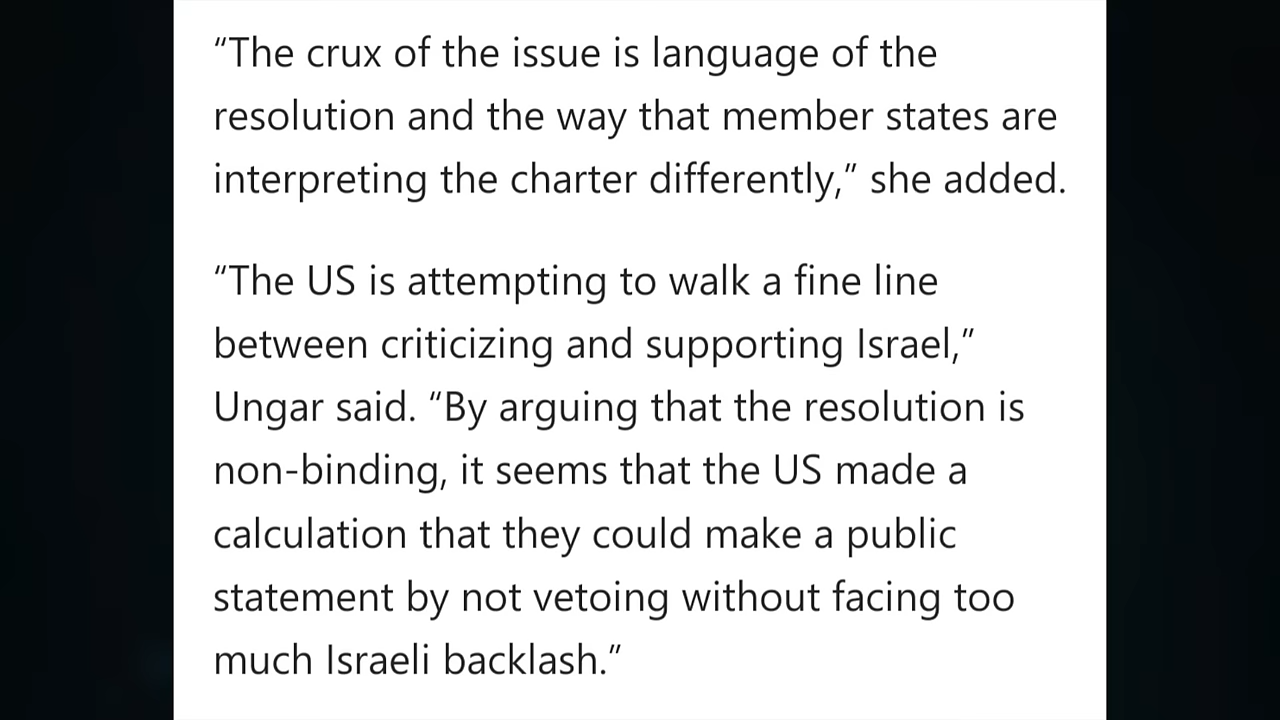 “The crux of the issue is language of the
resolution and the way that member states are
interpreting the charter differently,” she added.
“The US is attempting to walk a fine line
between criticizing and supporting Israel,”
Ungar said. “By arguing that the resolution is
non-binding, it seems that the US made a
calculation that they could make a public
statement by not vetoing without facing too
much Israeli backlash.”